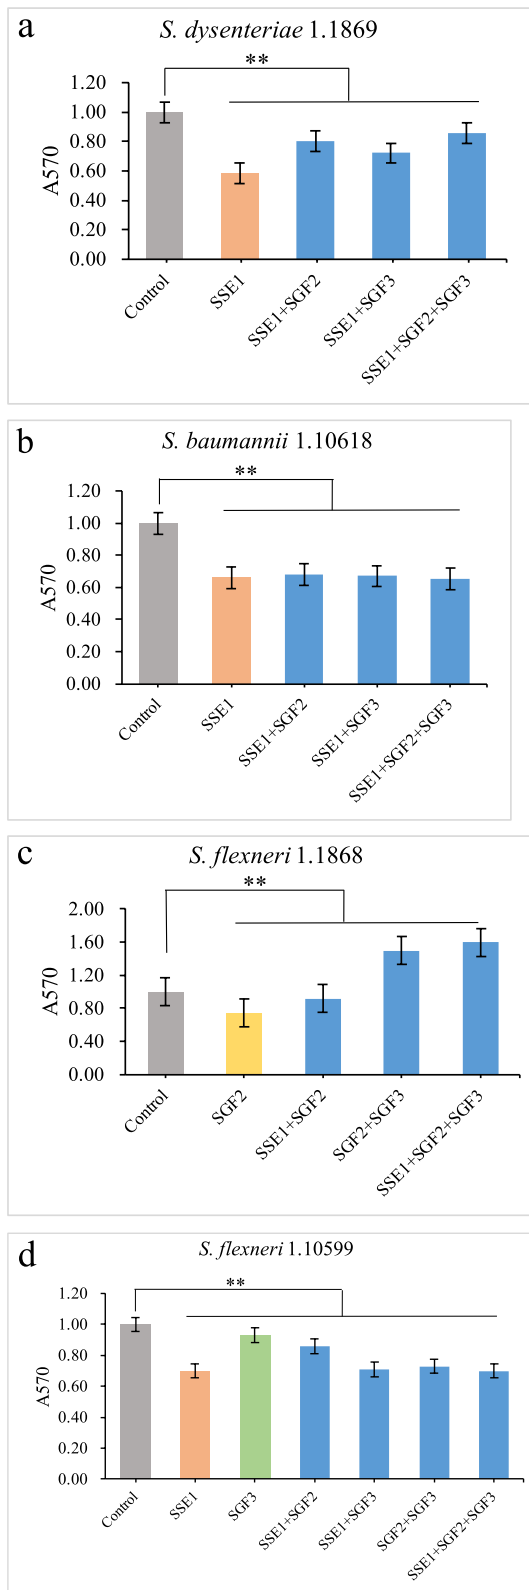 a
S. dysenteriae 1.1869
**
1.20
1.00
0.80
0.60
0.40
0.20
0.00
A570
Control
SSE1
SSE1+SGF2
SSE1+SGF3
SSE1+SGF2+SGF3
b
S. baumannii 1.10618
**
1.20
1.00
0.80
0.60
0.40
0.20
0.00
A570
Control
SSE1
SSE1+SGF2
SSE1+SGF3
SSE1+SGF2+SGF3
c
S. flexneri 1.1868
**
2.00
1.60
1.20
0.80
0.40
0.00
A570
Control
SGF2
SSE1+SGF2
SGF2+SGF3
SSE1+SGF2+SGF3
d
S. flexneri 1.10599
**
1.20
1.00
0.80
0.60
0.40
0.20
0.00
A570
Control
SSE1
SGF3
SSE1+SGF2
SSE1+SGF3
SGF2+SGF3
SSE1+SGF2+SGF3